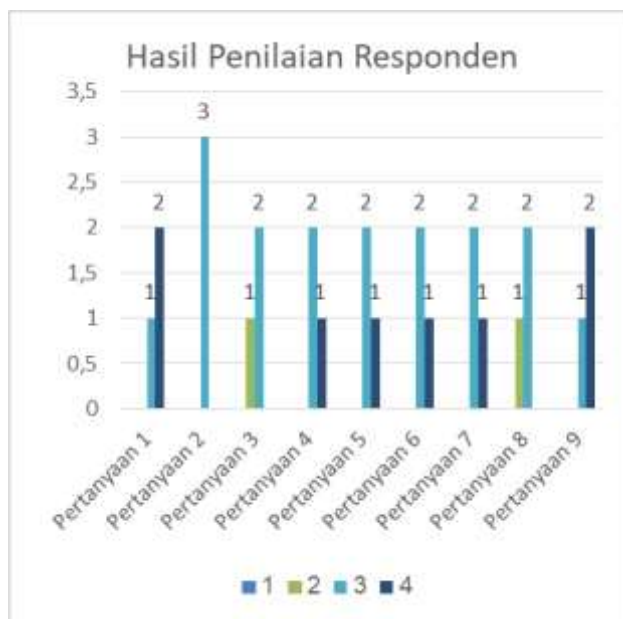 Hasil Penilaian Responden
3,5
3
2,5
2
1,5
1
0,5
0
1 2
3
1 2
2 1
2 1
2 1
2 1
1 2
1 2
Pertanyaan 1
Pertanyaan 2
Pertanyaan 3
Pertanyaan 4
Pertanyaan 5
Pertanyaan 6
Pertanyaan 7
Pertanyaan 8
Pertanyaan 9
1 2 3 4